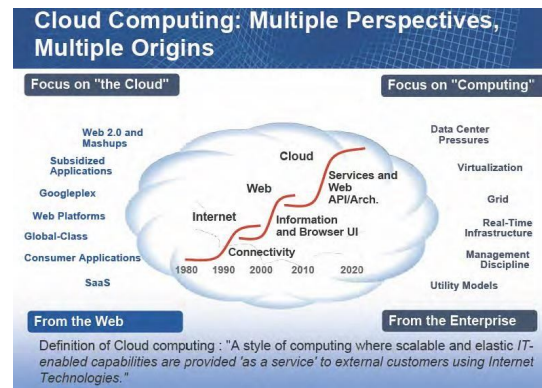 Cloud Computing: Multiple Perspectives,
Multiple Origins
Focus on "the Cloud"
Focus on "Computing"
Web 2.0 and
Mashups
Subsidized
Applications
Googleplex
Web Platforms
Global-Class
Consumer Applications
SaaS
Cloud
Services and
Web
API/Arch.
Web
Information
and Browser UI
Internet
Connectivity
1980 1990 2000 2010 2020
Data Center
Pressures
Virtualization
Grid
Real-Time
Infrastructure
Management
Discipline
Utility Models
From the Web
From the Enterprise
Definition of Cloud computing : "A style of computing where scalable and elastic IT-
enabled capabilities are provided 'as a service' to external customers using Internet
Technologies."